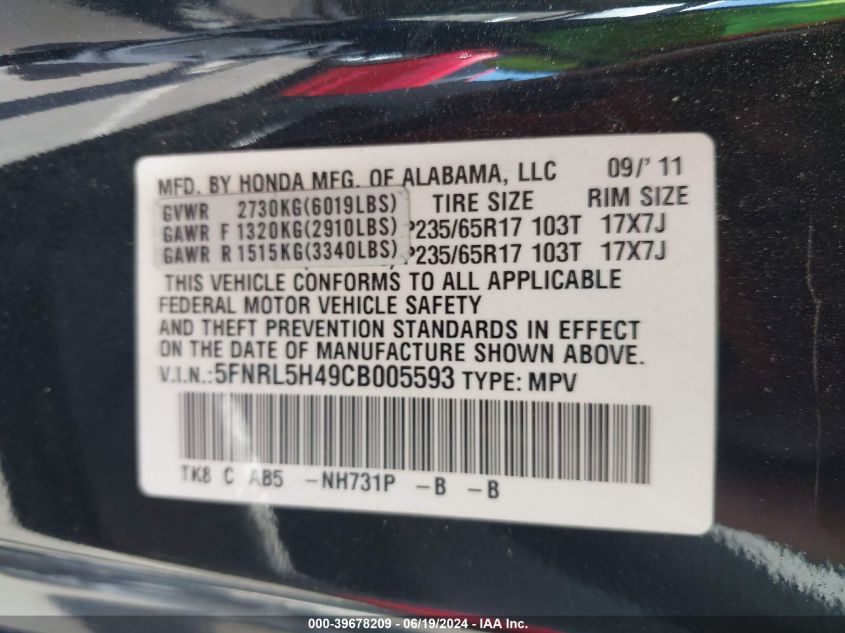 MFD. BY HONDA MFG. OF ALABAMA, LLC 09/' 11
GVWR 2730KG(6019LBS) TIRE SIZE RIM SIZE
GAWR F 1320KG(2910LBS) P235/65R17 103T 17X7J
GAWR R 1515KG(3340LBS) P235/65R17 103T 17X7J
THIS VEHICLE CONFORMS TO ALL APPLICABLE
FEDERAL MOTOR VEHICLE SAFETY
AND THEFT PREVENTION STANDARDS IN EFFECT
ON THE DATE OF MANUFACTURE SHOWN ABOVE.
V.I.N.:5FNRL5H49CB005593 TYPE: MPV
TK8 C AB5 -NH731P -B -B
000-39678209 - 06/19/2024 - IAAI.COM